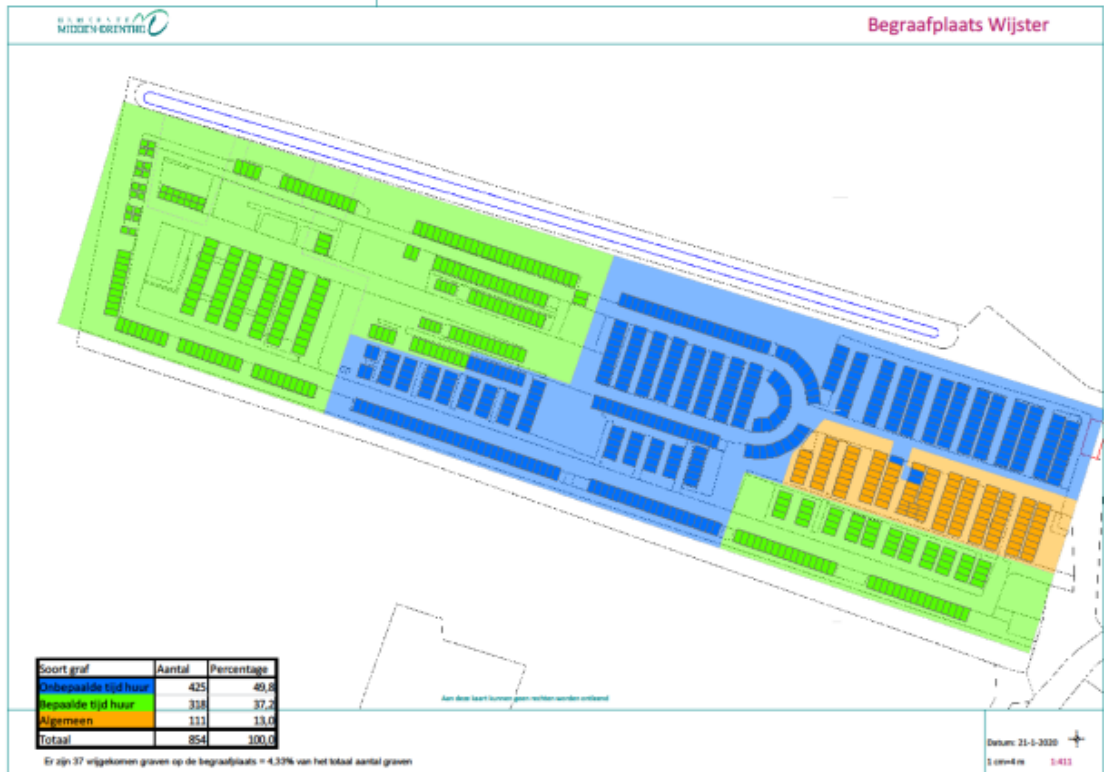 GEMEENTE
MIDDEN-DRENTHE
Begraafplaats Wijster
Soort graf Aantal Percentage
Onbepaalde tijd huur 425 49,8
Bepaalde tijd huur 318 37,2
Algemeen 111 13,0
Totaal 854 100,0
Aan deze kaart kunnen geen rechten worden ontleend
Er zijn 37 vrijgekomen graven op de begraafplaats = 4,33% van het totaal aantal graven
Datum: 21-1-2020
1 cm=4 m 1:411